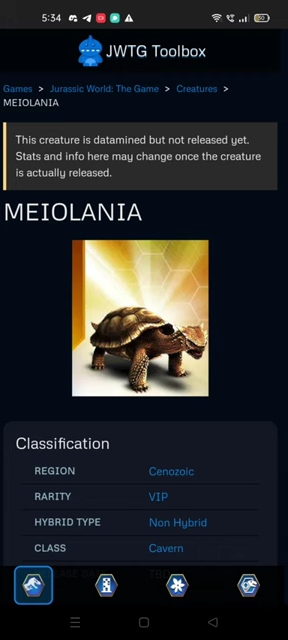 5:34
JWTG Toolbox
Games > Jurassic World: The Game > Creatures >
MEIOLANIA
This creature is datamined but not released yet.
Stats and info here may change once the creature
is actually released.
MEIOLANIA
Classification
REGION Cenozoic
RARITY VIP
HYBRID TYPE Non Hybrid
CLASS Cavern